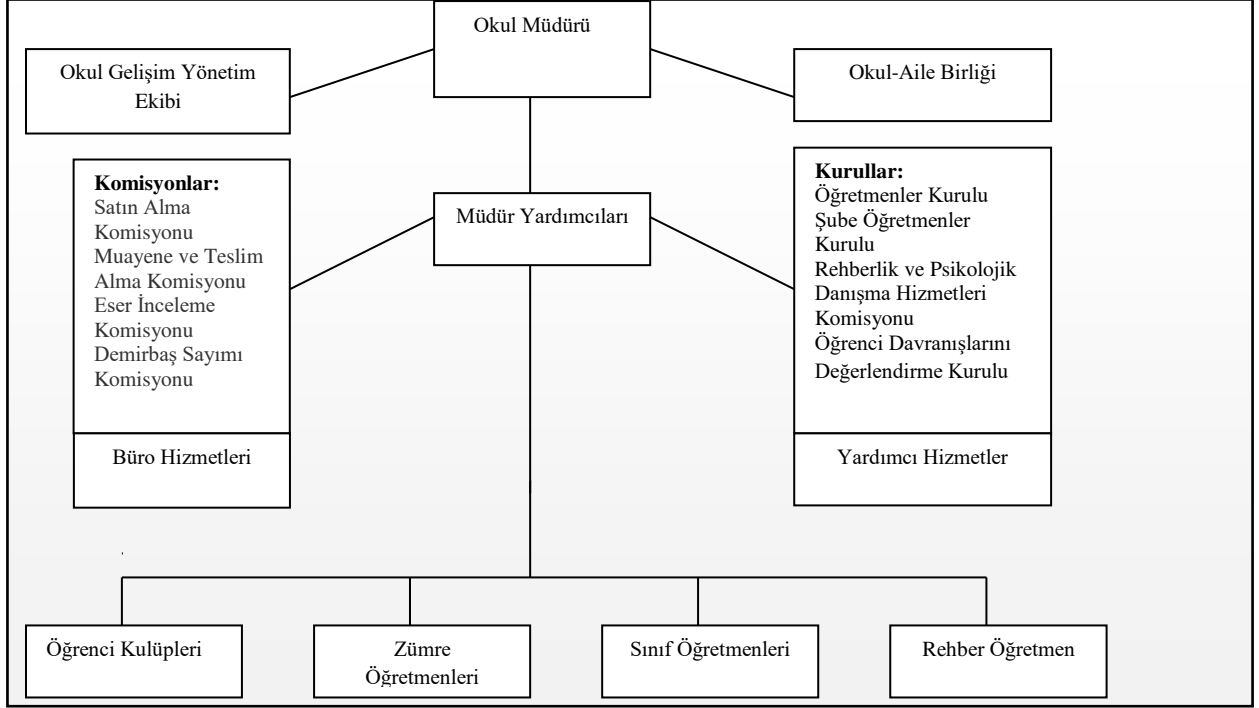 Okul Müdürü
Okul Gelişim Yönetim
Ekibi
Okul-Aile Birliği
Komisyonlar:
Satın Alma
Komisyonu
Muayene ve Teslim
Alma Komisyonu
Eser İnceleme
Komisyonu
Demirbaş Sayımı
Komisyonu
Müdür Yardımcıları
Kurullar:
Öğretmenler Kurulu
Şube Öğretmenler
Kurulu
Rehberlik ve Psikolojik
Danışma Hizmetleri
Komisyonu
Öğrenci Davranışlarını
Değerlendirme Kurulu
Büro Hizmetleri
Yardımcı Hizmetler
Öğrenci Kulüpleri
Zümre
Öğretmenleri
Sınıf Öğretmenleri
Rehber Öğretmen